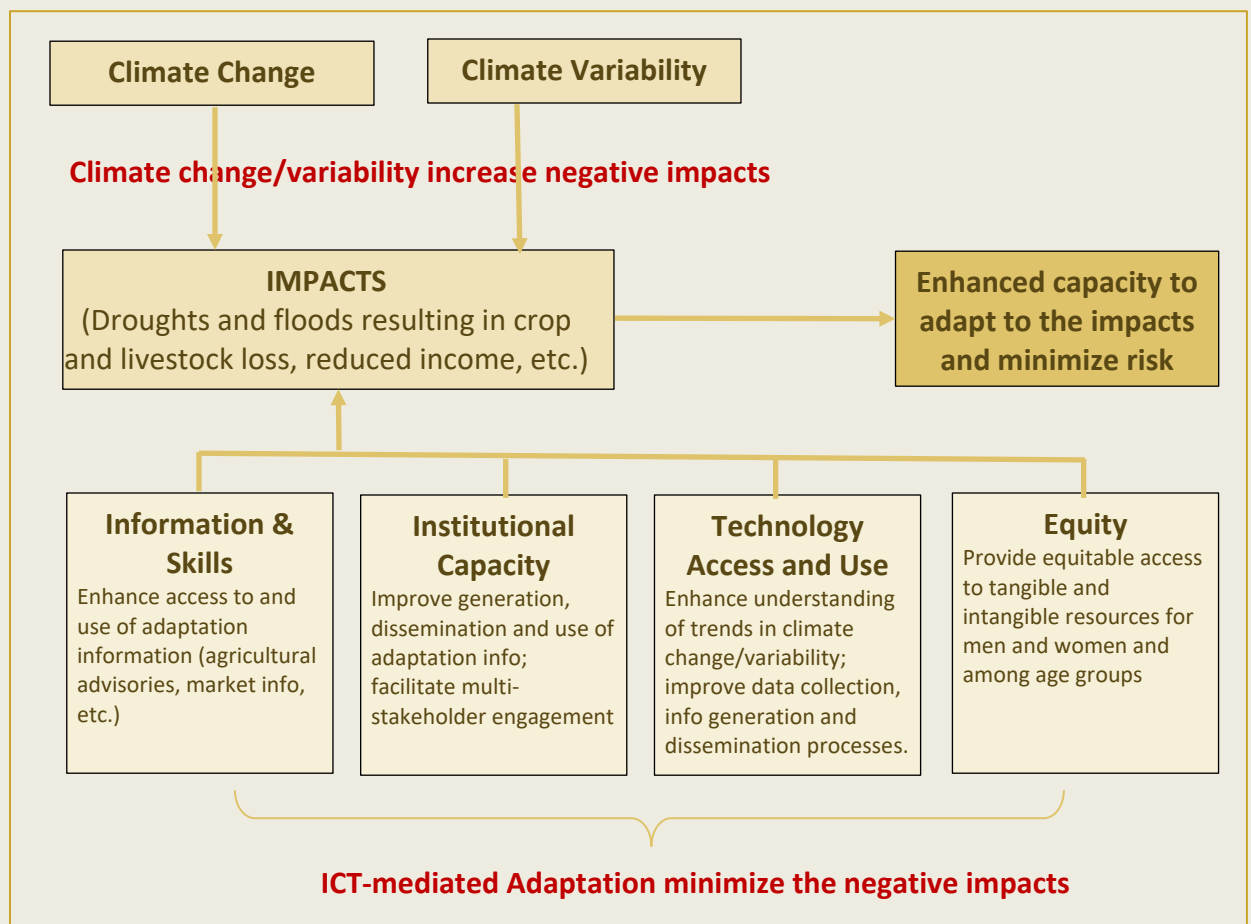 Climate Change
Climate Variability
Climate change/variability increase negative impacts
IMPACTS
(Droughts and floods resulting in crop
and livestock loss, reduced income, etc.)
Enhanced capacity to
adapt to the impacts
and minimize risk
Information &
Skills
Enhance access to and
use of adaptation
information (agricultural
advisories, market info,
etc.)
Institutional
Capacity
Improve generation,
dissemination and use of
adaptation info;
facilitate multi-
stakeholder engagement
Technology
Access and Use
Enhance understanding
of trends in climate
change/variability;
improve data collection,
info generation and
dissemination processes.
Equity
Provide equitable access
to tangible and
intangible resources for
men and women and
among age groups
ICT-mediated Adaptation minimize the negative impacts